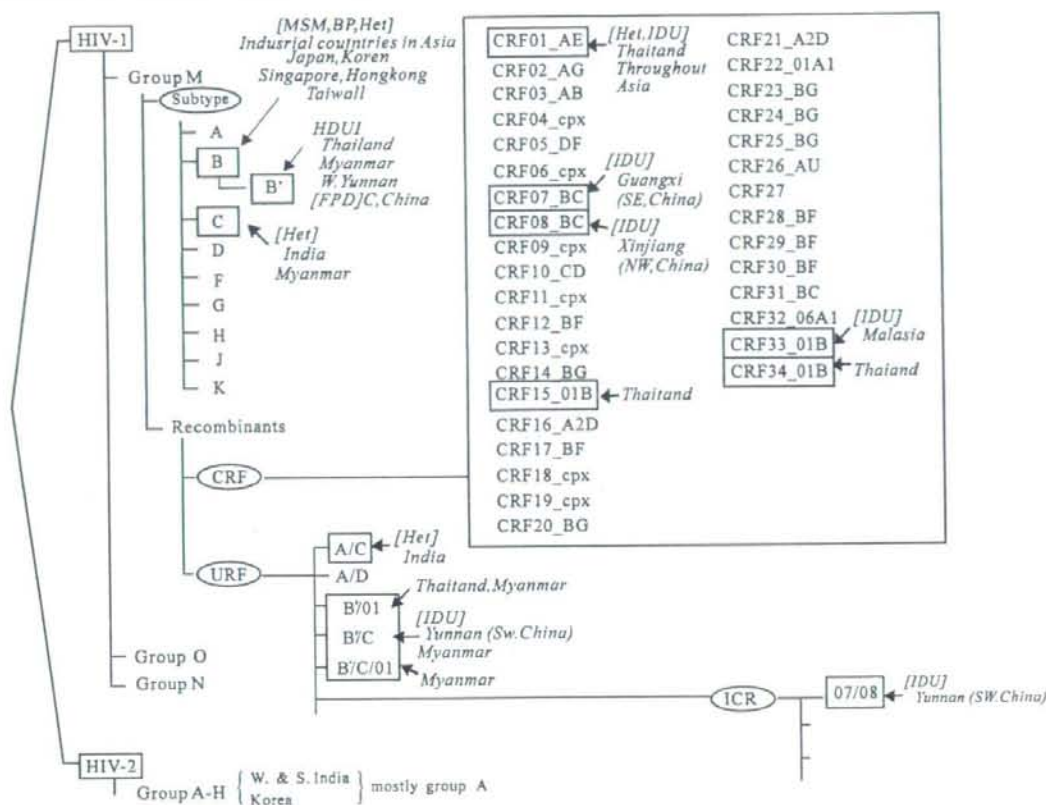 HIV-1
Group M
Subtype
A
B
B'
C
D
F
G
H
J
K
[MSM,BP,Het]
Indusrial countries in Asia
Japan,Koren
Singapore,Hongkong
Taiwall
HDU1
Thailand
Myanmar
W.Yunnan
[FPD]C,China
[Het]
India
Myanmar
Recombinants
CRF
CRF01_AE
[Het,IDU]
Thaitand
Throughout
Asia
CRF02_AG
CRF03_AB
CRF04_cpx
CRF05_DF
CRF06_cpx
CRF07_BC
[IDU]
Guangxi
(SE,China)
CRF08_BC
[IDU]
Xinjiang
(NW,China)
CRF09_cpx
CRF10_CD
CRF11_cpx
CRF12_BF
CRF13_cpx
CRF14_BG
CRF15_01B
Thaitand
CRF16_A2D
CRF17_BF
CRF18_cpx
CRF19_cpx
CRF20_BG
CRF21_A2D
CRF22_01A1
CRF23_BG
CRF24_BG
CRF25_BG
CRF26_AU
CRF27
CRF28_BF
CRF29_BF
CRF30_BF
CRF31_BC
CRF32_06A1
CRF33_01B
[IDU]
Malasia
CRF34_01B
Thaiand
URF
A/C
[Het]
India
A/D
B'/01
Thaitand,Myanmar
B'/C
[IDU]
Yunnan (Sw.China)
Myanmar
B'/C/01
Myanmar
ICR
07/08
[IDU]
Yunnan (SW.China)
Group O
Group N
HIV-2
Group A-H { W. & S. India } mostly group A
Korea